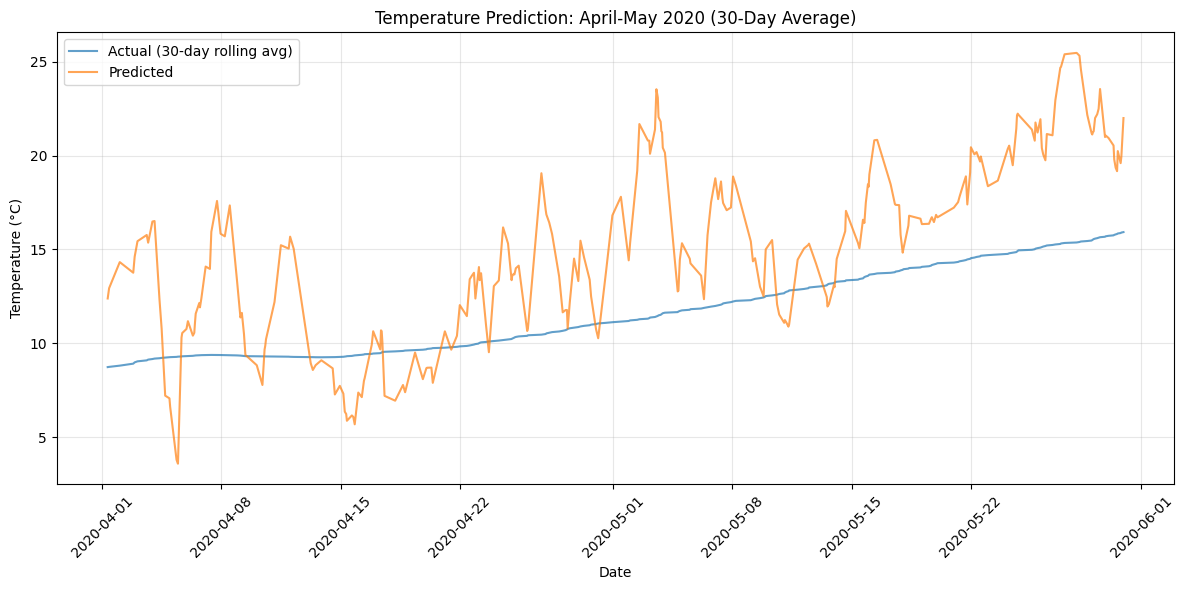 Temperature Prediction: April-May 2020 (30-Day Average)
Actual (30-day rolling avg)
Predicted
Temperature (°C)
25
20
15
10
5
2020-04-01
2020-04-08
2020-04-15
2020-04-22
2020-05-01
2020-05-08
2020-05-15
2020-05-22
2020-06-01
Date